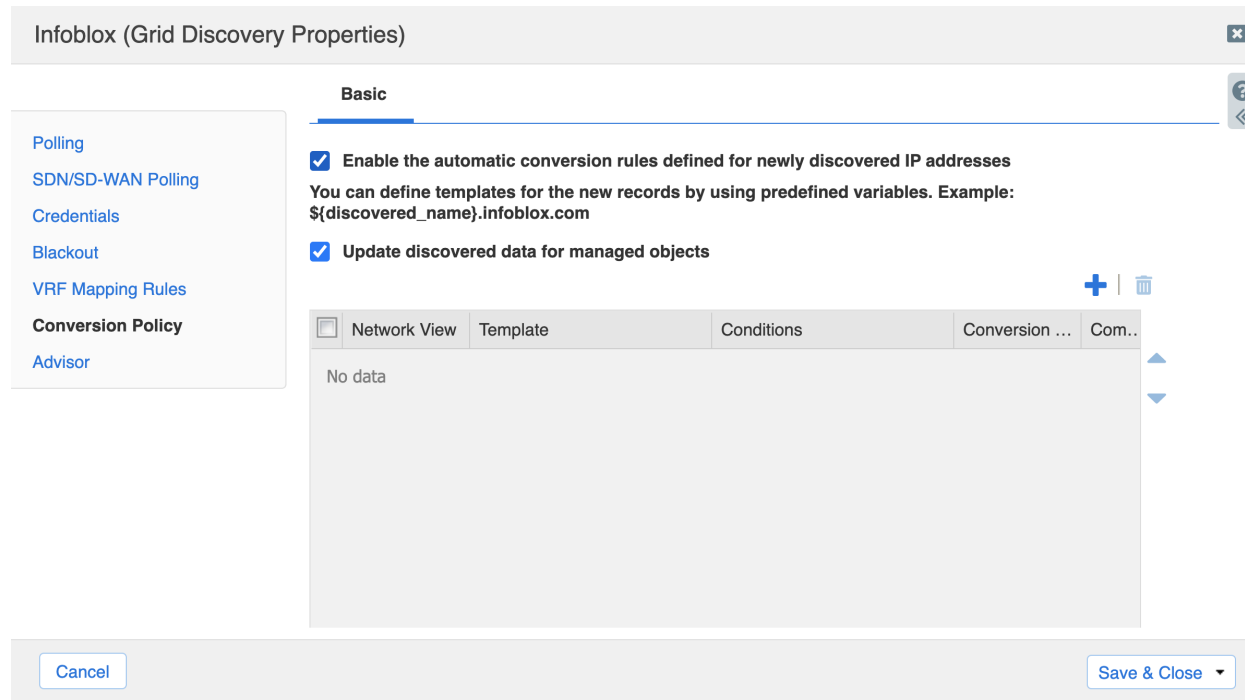 Infoblox (Grid Discovery Properties)
Basic
Polling
SDN/SD-WAN Polling
Credentials
Blackout
VRF Mapping Rules
Conversion Policy
Advisor
Enable the automatic conversion rules defined for newly discovered IP addresses
You can define templates for the new records by using predefined variables. Example:
${discovered_name}.infoblox.com
Update discovered data for managed objects
Network View Template Conditions Conversion ... Com..
No data
Cancel
Save & Close